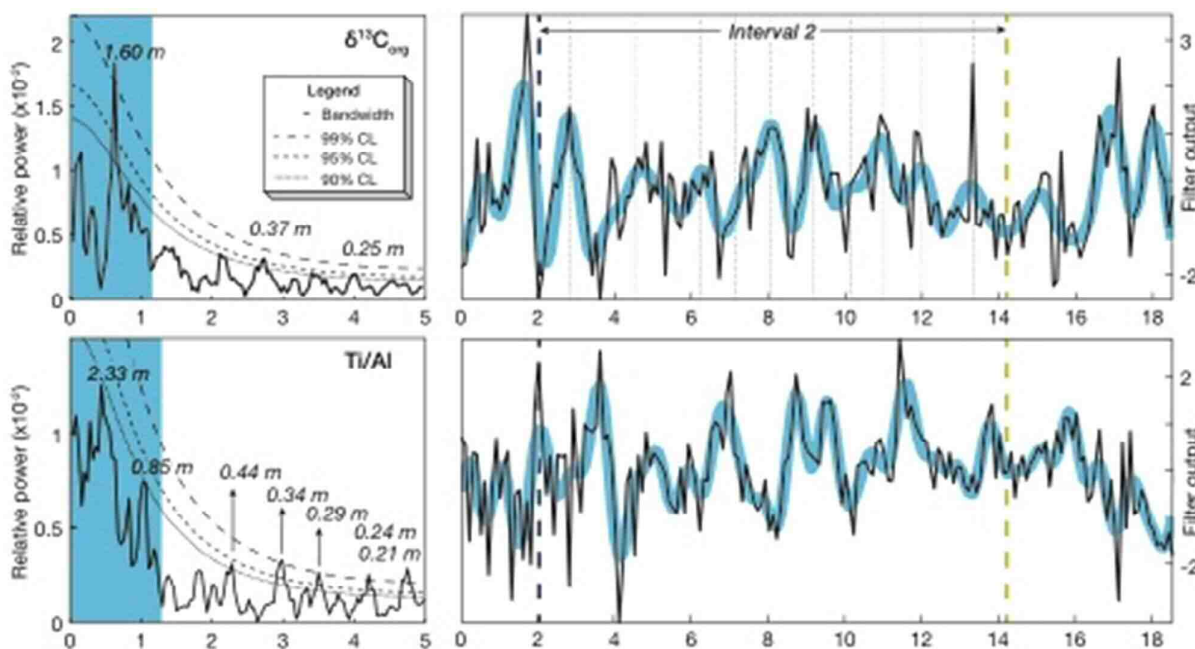 δ¹³Corg
1.60 m
Legend
Bandwidth
99% CL
95% CL
90% CL
0.37 m
0.25 m
Relative power (x10⁻²)
2
1.5
1
0.5
0
0 1 2 3 4 5
Interval 2
3
-2
Filter output
0 2 4 6 8 10 12 14 16 18
Ti/Al
2.33 m
0.85 m
0.44 m
0.34 m
0.29 m
0.24 m
0.21 m
Relative power (x10⁻²)
1
0.5
0
0 1 2 3 4 5
2
-2
Filter output
0 2 4 6 8 10 12 14 16 18